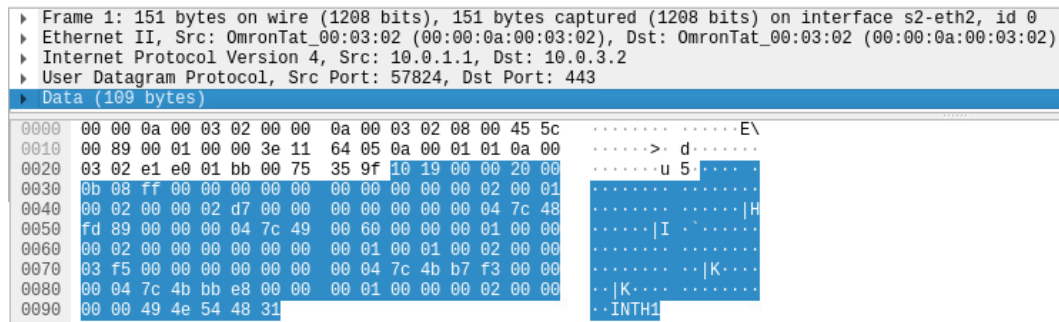 Frame 1: 151 bytes on wire (1208 bits), 151 bytes captured (1208 bits) on interface s2-eth2, id 0
Ethernet II, Src: OmronTat_00:03:02 (00:00:0a:00:03:02), Dst: OmronTat_00:03:02 (00:00:0a:00:03:02)
Internet Protocol Version 4, Src: 10.0.1.1, Dst: 10.0.3.2
User Datagram Protocol, Src Port: 57824, Dst Port: 443
Data (109 bytes)
0000 00 00 0a 00 03 02 00 00 0a 00 03 02 08 00 45 5c ········ ······E\
0010 00 89 00 01 00 00 3e 11 64 05 0a 00 01 01 0a 00 ······>· d·······
0020 03 02 e1 e0 01 bb 00 75 35 9f 10 19 00 00 20 00 ·······u 5····· ·
0030 0b 08 ff 00 00 00 00 00 00 00 00 00 00 02 00 01 ········ ········
0040 00 02 00 00 02 d7 00 00 00 00 00 00 00 04 7c 48 ········ ······|H
0050 fd 89 00 00 00 04 7c 49 00 60 00 00 00 01 00 00 ······|I ·`······
0060 00 02 00 00 00 00 00 00 00 01 00 01 00 02 00 00 ········ ········
0070 03 f5 00 00 00 00 00 00 00 04 7c 4b b7 f3 00 00 ········ ··|K····
0080 00 04 7c 4b bb e8 00 00 00 01 00 00 00 02 00 00 ··|K···· ········
0090 00 00 49 4e 54 48 31 ··INTH1